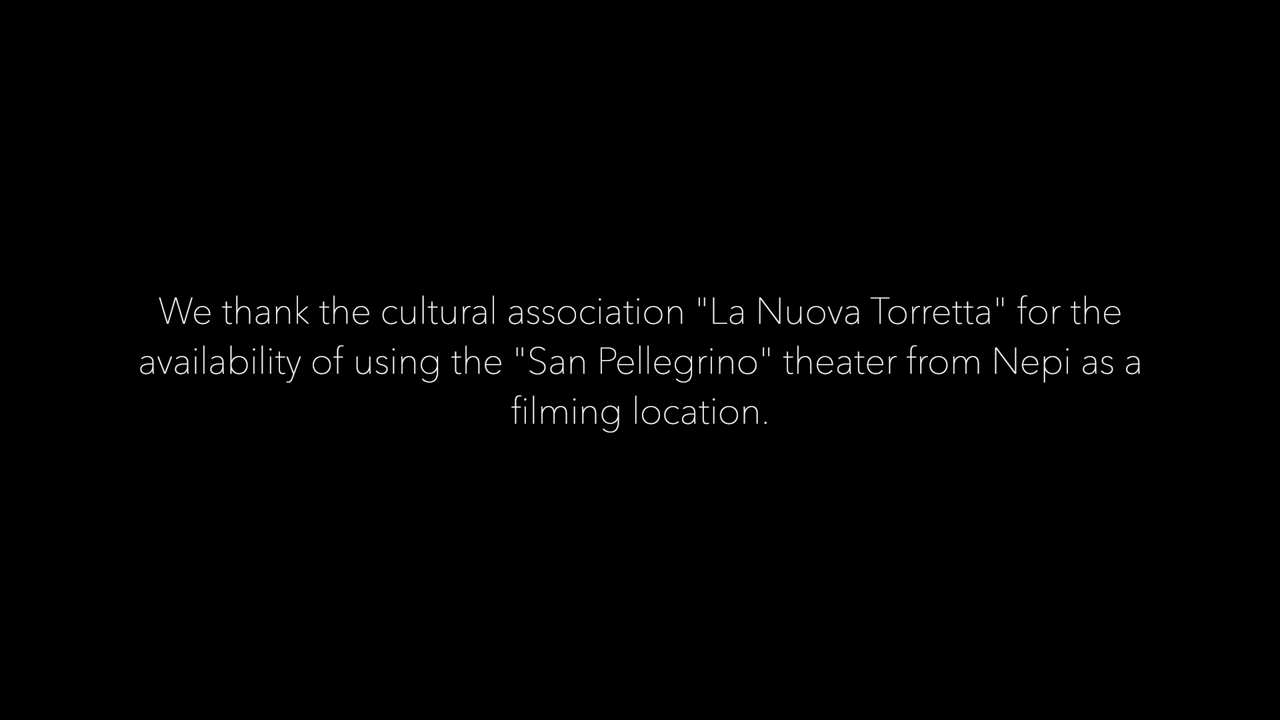 We thank the cultural association "La Nuova Torretta" for the
availability of using the "San Pellegrino" theater from Nepi as a
filming location.